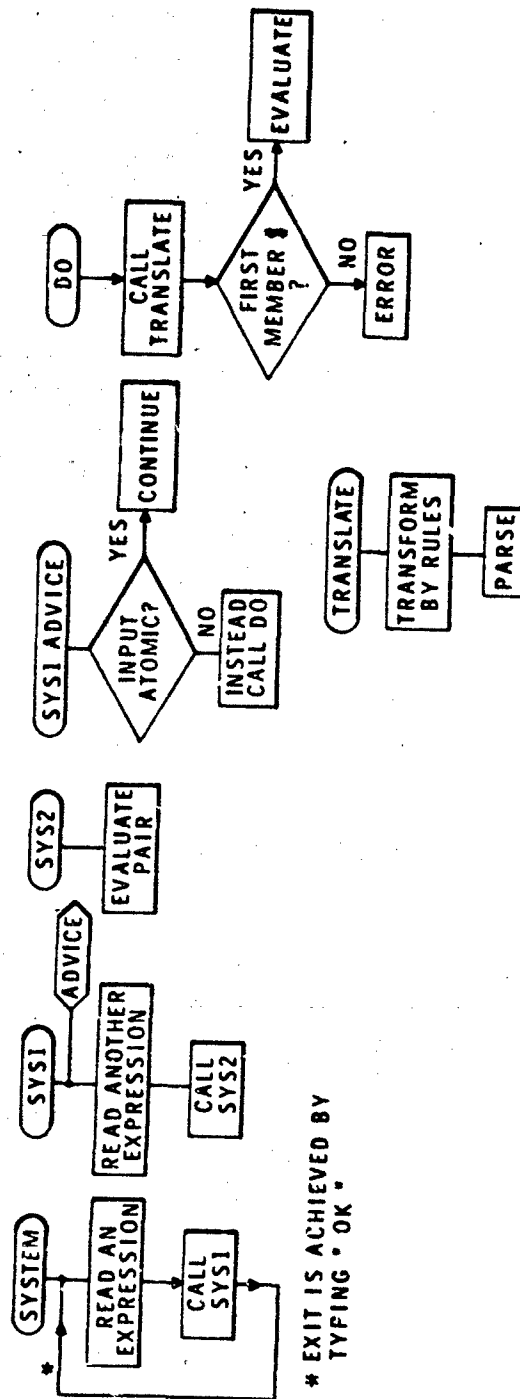 SYSTEM
*
READ AN
EXPRESSION
CALL
SYS1
* EXIT IS ACHIEVED BY
TYPING " OK "
SYS1
ADVICE
READ ANOTHER
EXPRESSION
CALL
SYS2
SYS2
EVALUATE
PAIR
SYS1 ADVICE
INPUT
ATOMIC?
YES
CONTINUE
NO
INSTEAD
CALL DO
TRANSLATE
TRANSFORM
BY RULES
PARSE
DO
CALL
TRANSLATE
FIRST
MEMBER $
?
YES
EVALUATE
NO
ERROR